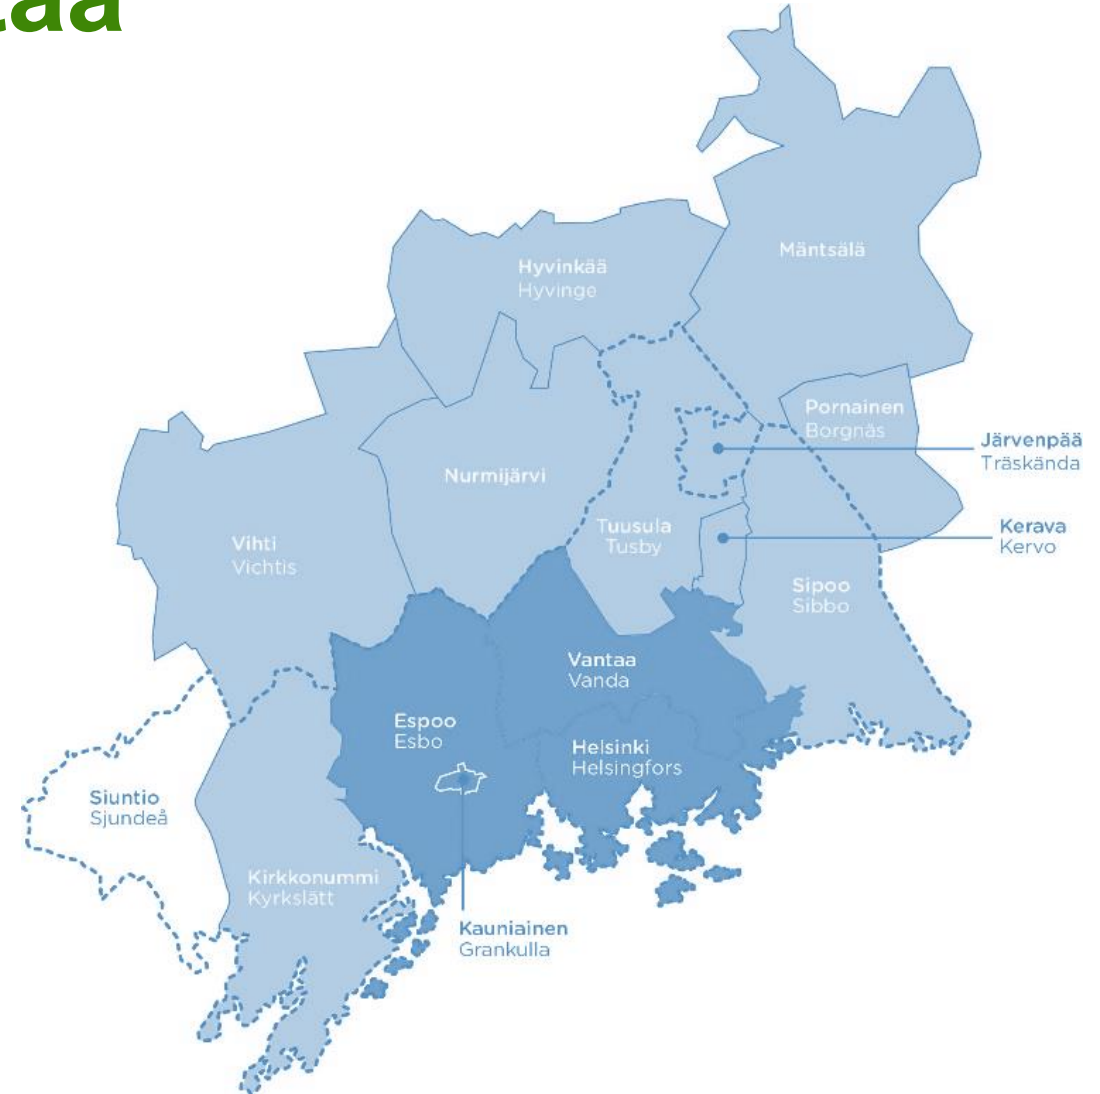 Mäntsälä
Hyvinkää
Hyvinge
Pornainen
Borgnäs
Järvenpää
Träskända
Nurmijärvi
Tuusula
Tusby
Kerava
Kervo
Vihti
Vichtis
Sipoo
Sibbo
Vantaa
Vanda
Espoo
Esbo
Helsinki
Helsingfors
Siuntio
Sjundeå
Kirkkonummi
Kyrkslätt
Kauniainen
Grankulla